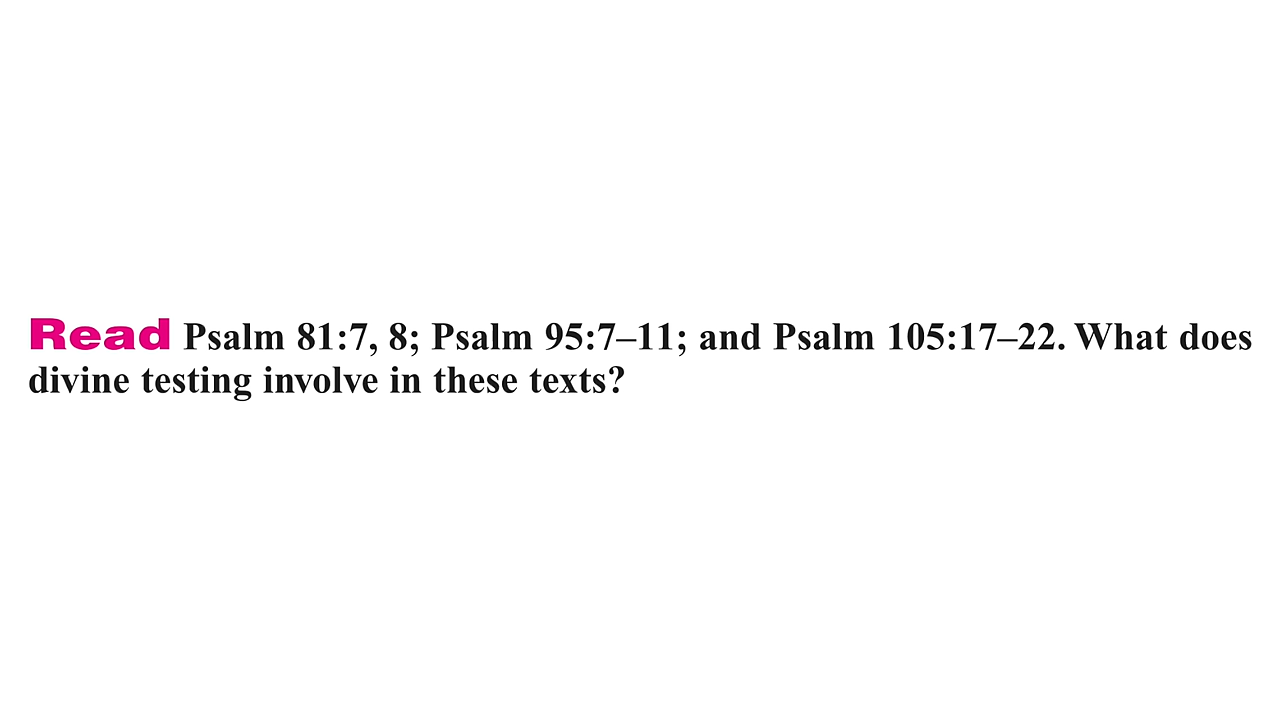 Read Psalm 81:7, 8; Psalm 95:7–11; and Psalm 105:17–22. What does
divine testing involve in these texts?